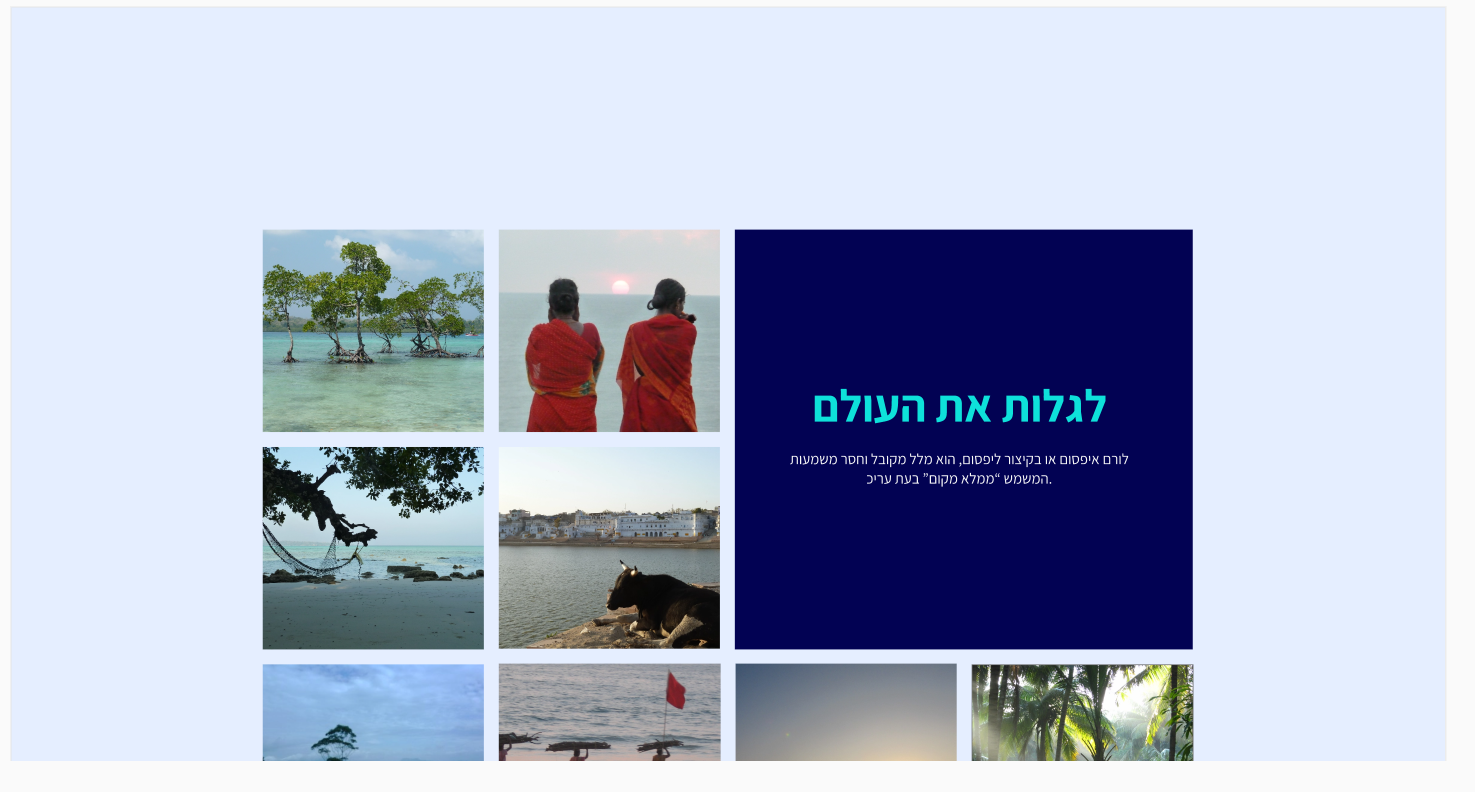 לגלות את העולם
לורם איפסום או בקיצור ליפסום, הוא מלל מקובל וחסר משמעות
המשמש “ממלא מקום” בעת עריכ.